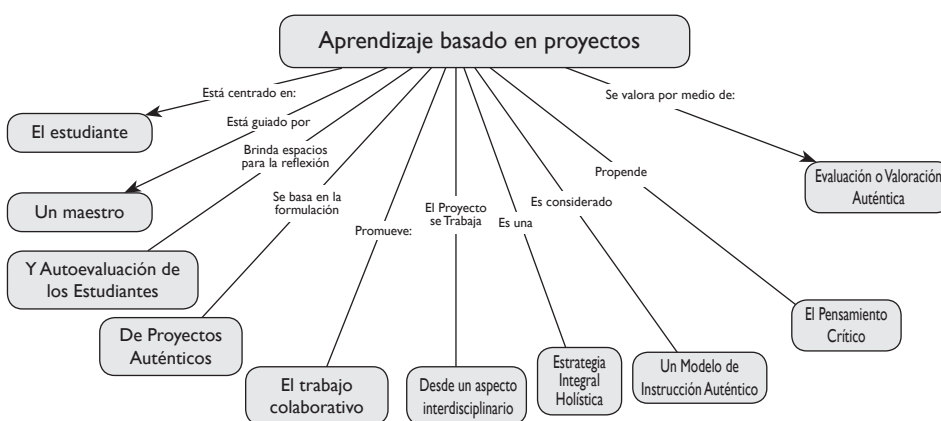 Aprendizaje basado en proyectos
Está centrado en:
El estudiante
Está guiado por
Un maestro
Brinda espacios
para la reflexión
Y Autoevaluación de
los Estudiantes
Se basa en la
formulación
De Proyectos
Auténticos
Promueve:
El trabajo
colaborativo
El Proyecto
se Trabaja
Desde un aspecto
interdisciplinario
Es una
Estrategia
Integral
Holística
Es considerado
Un Modelo de
Instrucción Auténtico
Propende
El Pensamiento
Crítico
Se valora por medio de:
Evaluación o Valoración
Auténtica